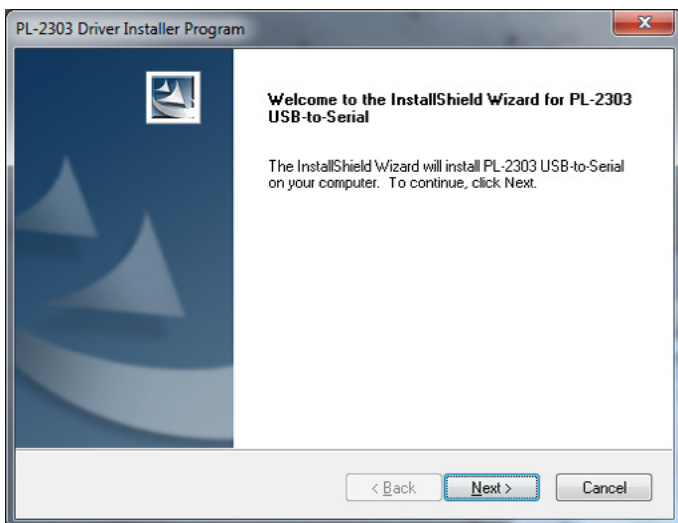 PL-2303 Driver Installer Program
Welcome to the InstallShield Wizard for PL-2303
USB-to-Serial
The InstallShield Wizard will install PL-2303 USB-to-Serial
on your computer. To continue, click Next.
< Back
Next >
Cancel